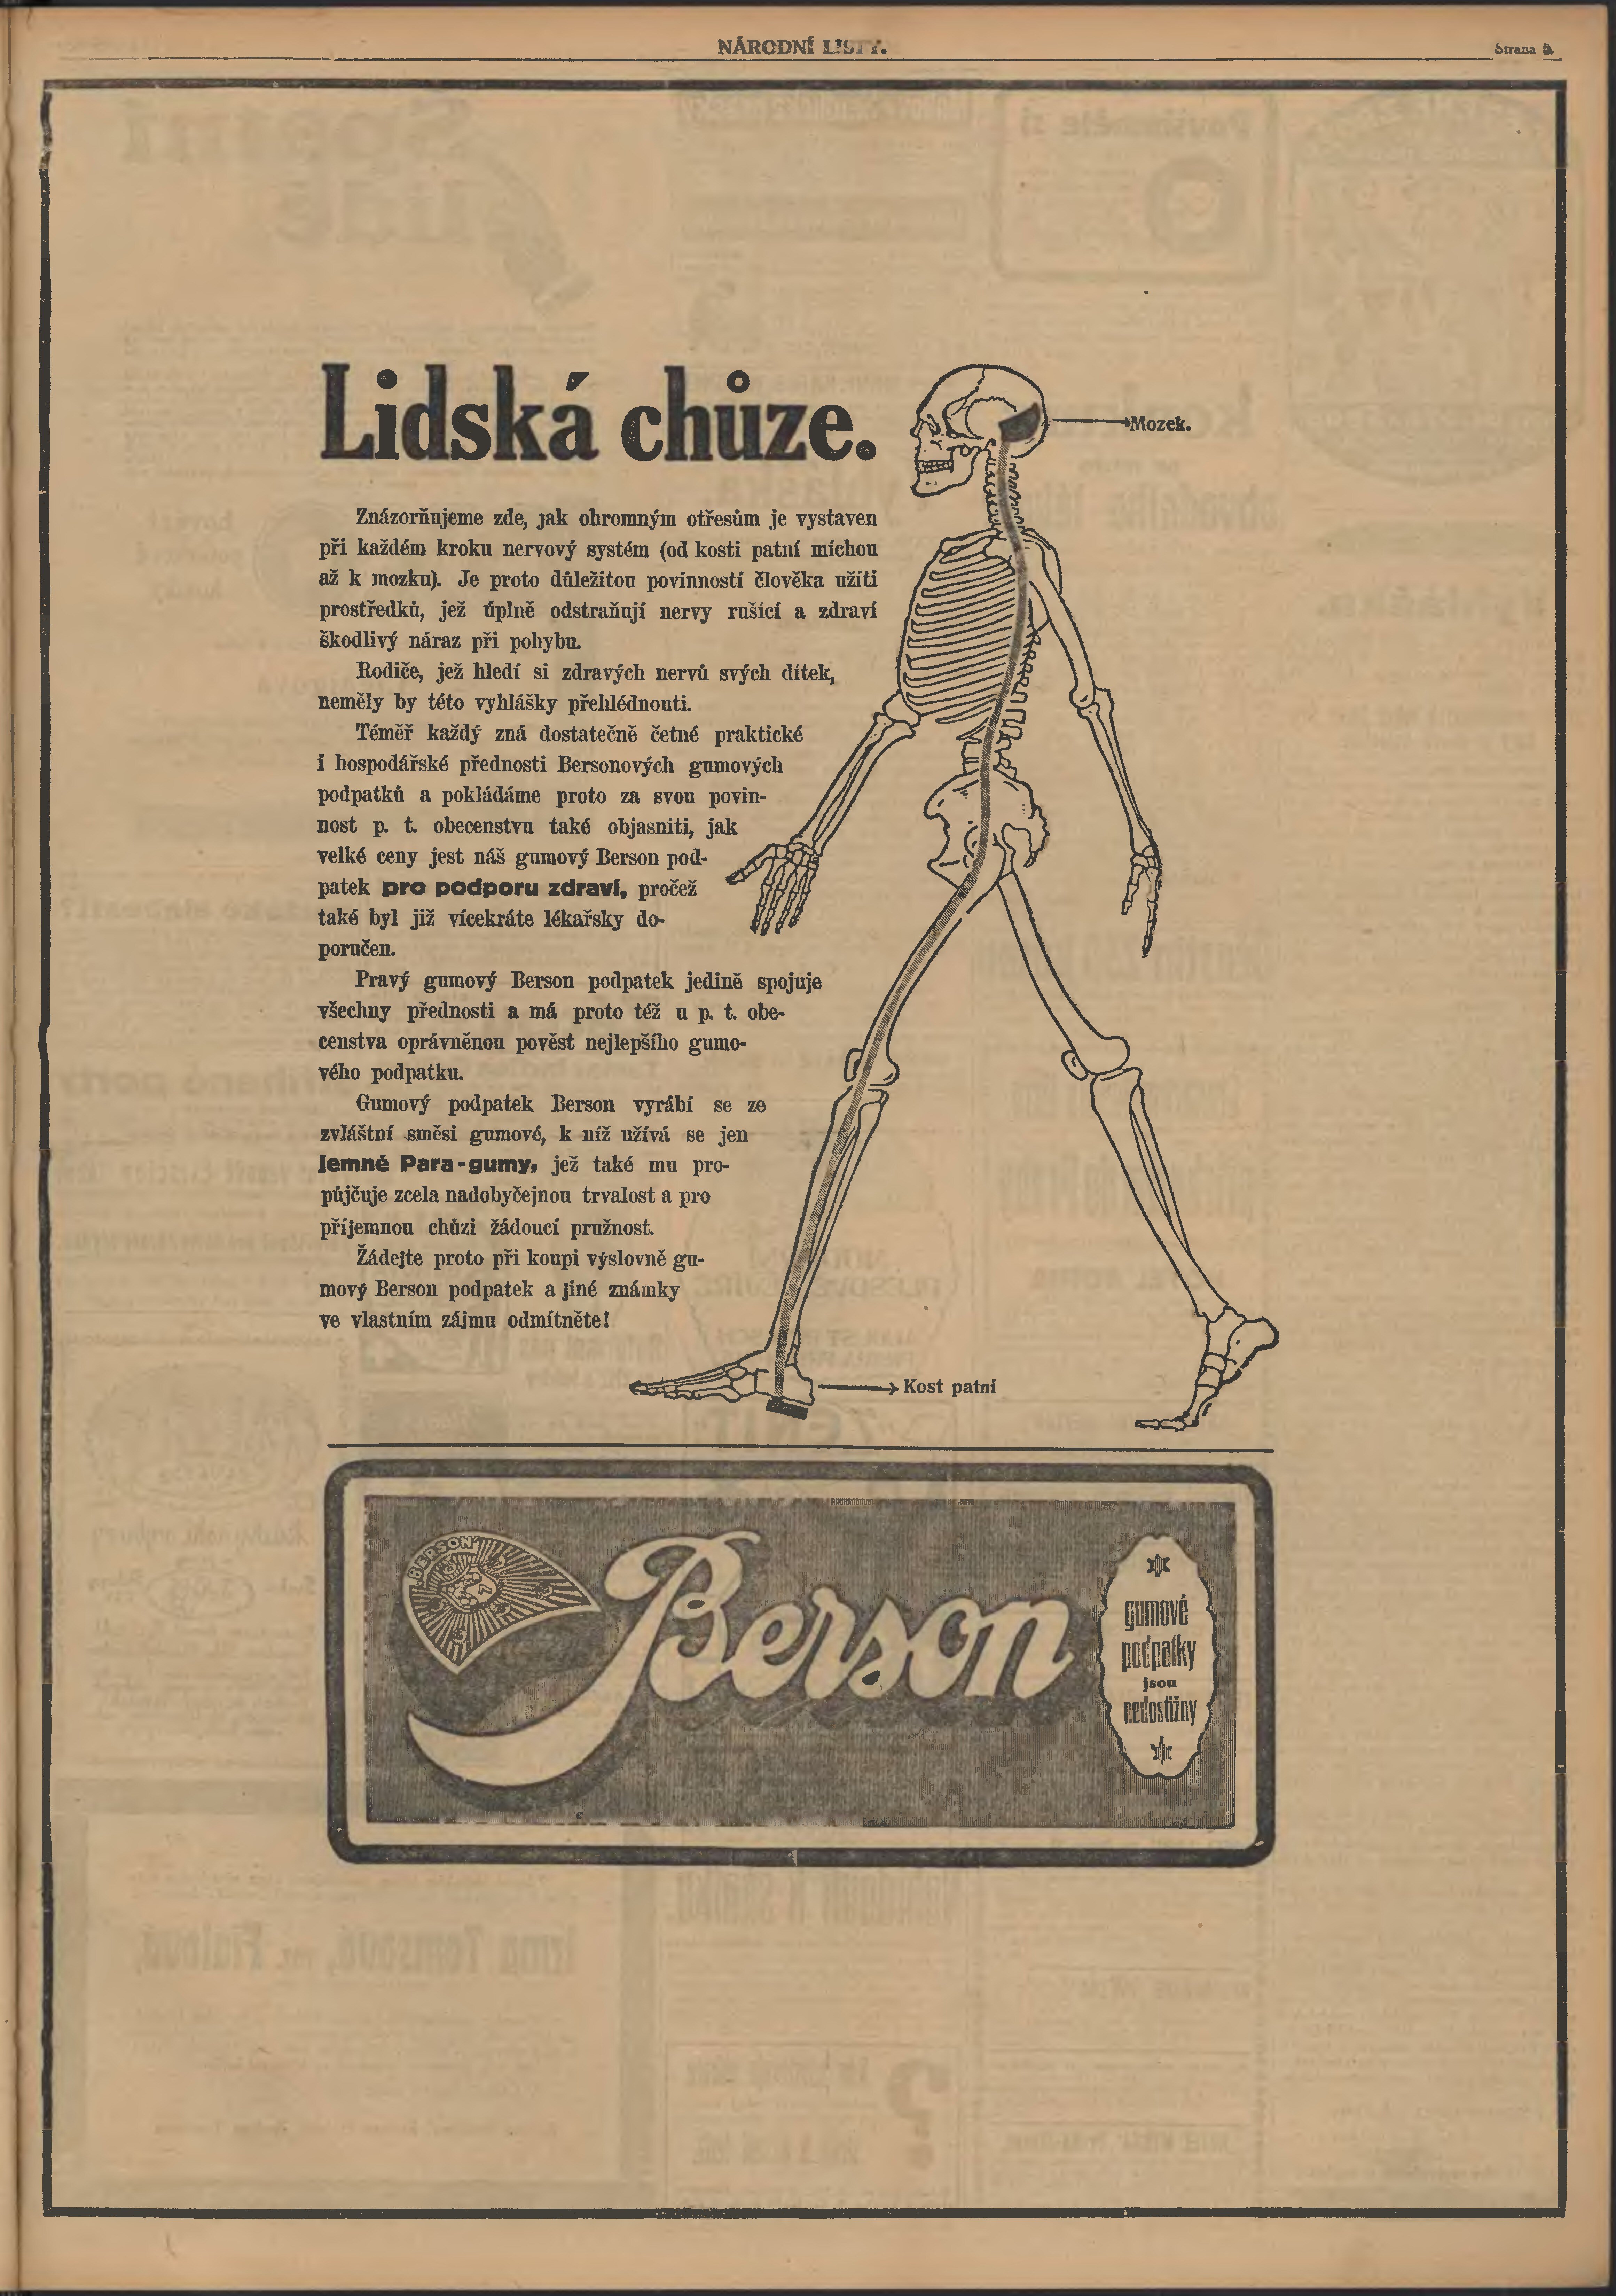 NÁRODNÍ LISTY.
Strana 5.
Lidská chůze.
Mozek.
Znázorňujeme zde, jak ohromným otřesům je vystaven
při každém kroku nervový systém (od kosti patní míchou
až k mozku). Je proto důležitou povinností člověka užíti
prostředků, jež úplně odstraňují nervy rušící a zdraví
škodlivý náraz při pohybu.
Rodiče, jež hledí si zdravých nervů svých dítek,
neměly by této vyhlášky přehlédnouti.
Téměř každý zná dostatečně četné praktické
i hospodářské přednosti Bersonových gumových
podpatků a pokládáme proto za svou povin-
nost p. t. obecenstvu také objasniti, jak
velké ceny jest náš gumový Berson pod-
patek pro podporu zdraví, pročež
také byl již vícekráte lékařsky do-
poručen.
Pravý gumový Berson podpatek jedině spojuje
všechny přednosti a má proto též u p. t. obe-
censtva oprávněnou pověst nejlepšího gumo-
vého podpatku.
Gumový podpatek Berson vyrábí se ze
zvláštní směsi gumové, k níž užívá se jen
jemné Para-gumy, jež také mu pro-
půjčuje zcela nadobyčejnou trvalost a pro
příjemnou chůzi žádoucí pružnost.
Žádejte proto při koupi výslovně gu-
mový Berson podpatek a jiné známky
ve vlastním zájmu odmítněte!
Kost patní
BERSON
Berson
gumové
podpatky
jsou
nedostižny